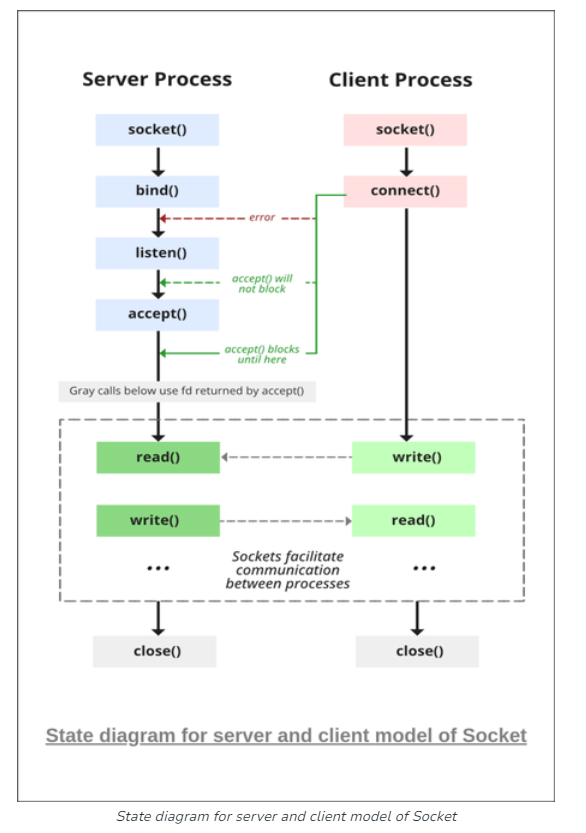 Server Process
Client Process
socket()
socket()
bind()
connect()
error
listen()
accept() will
not block
accept()
accept() blocks
until here
Gray calls below use fd returned by accept()
read()
write()
write()
read()
Sockets facilitate
communication
between processes
...
...
close()
close()
State diagram for server and client model of Socket
State diagram for server and client model of Socket